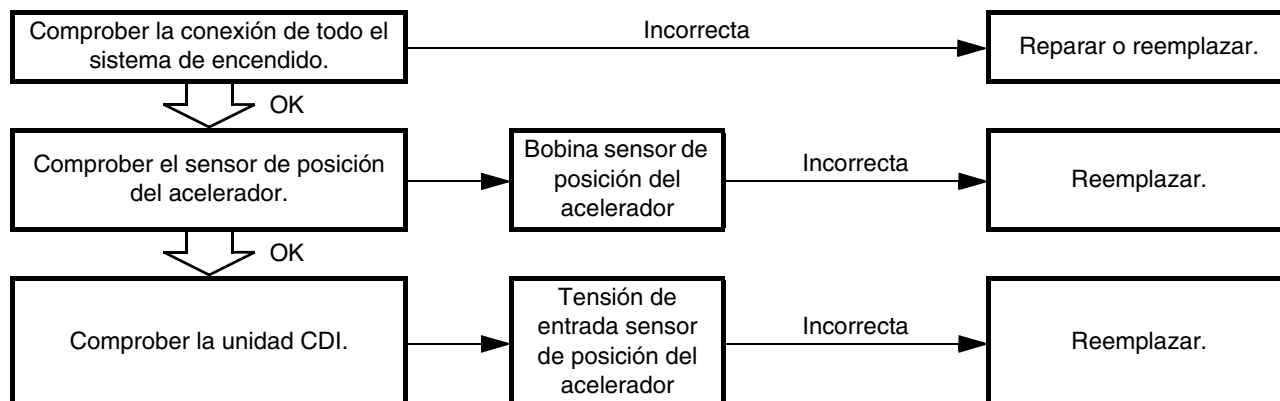 Comprober la conexión de todo el
sistema de encendido.
Incorrecta
Reparar o reemplazar.
OK
Comprober el sensor de posición
del acelerador.
Bobina sensor de
posición del
acelerador
Incorrecta
Reemplazar.
OK
Comprober la unidad CDI.
Tensión de
entrada sensor
de posición del
acelerador
Incorrecta
Reemplazar.